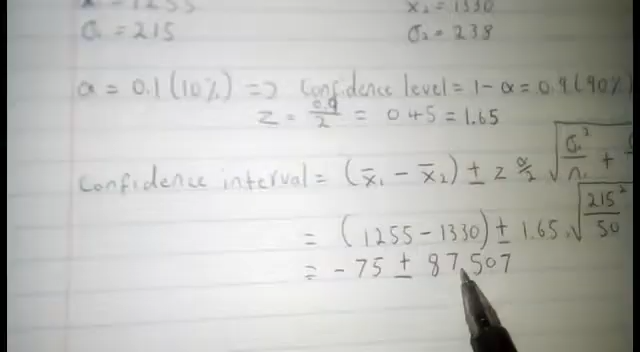 x̄₁ = 1255 x̄₂ = 1330
σ₁ = 215 σ₂ = 238
α = 0.1 (10%) => Confidence level = 1 - α = 0.9 (90%)
Z = 0.9/2 = 0.45 = 1.65
Confidence interval = (x̄₁ - x̄₂) ± Z α/2 √σ₁²/n₁ +
= (1255 - 1330) ± 1.65 √215²/50
= -75 ± 87.507